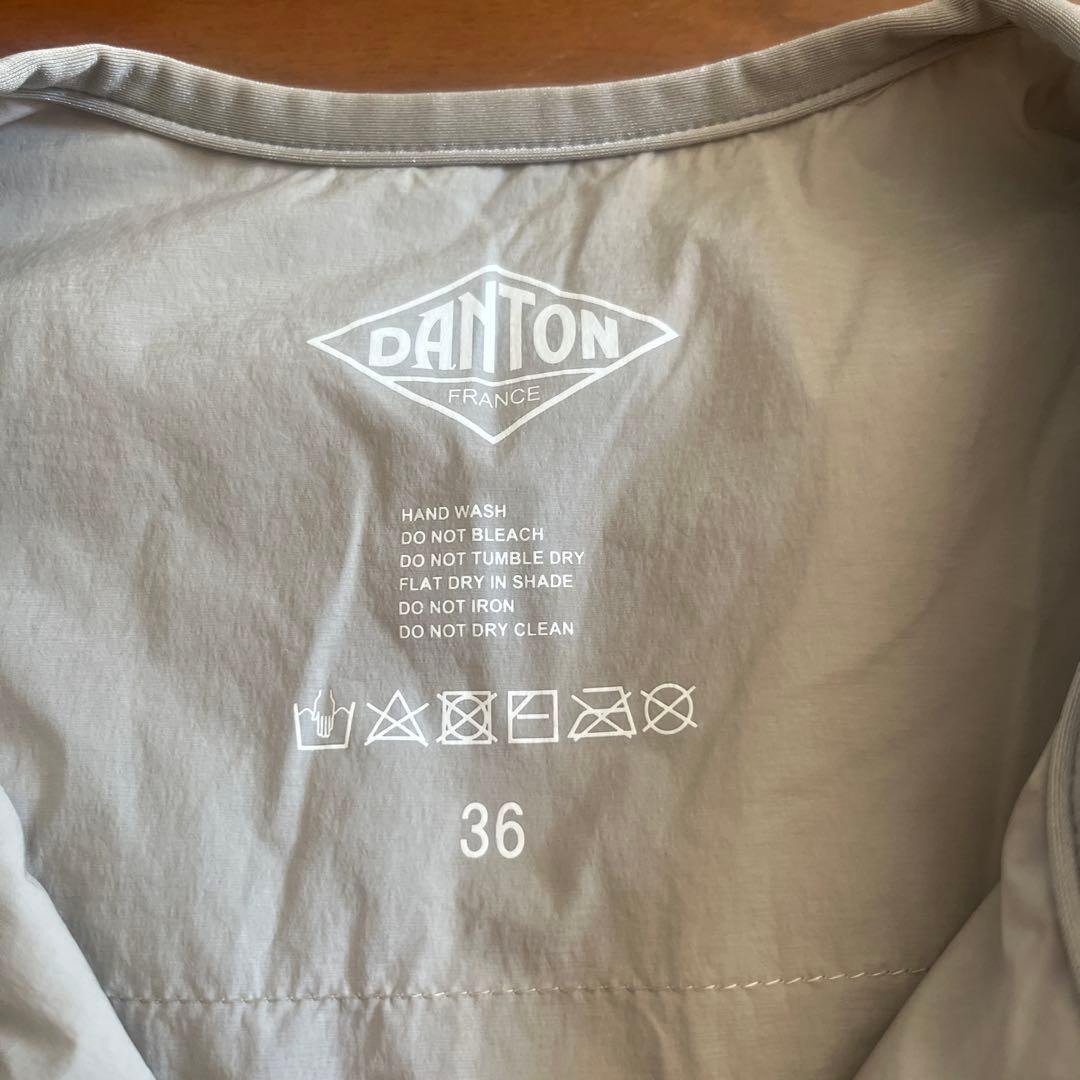 DANTON
FRANCE
HAND WASH
DO NOT BLEACH
DO NOT TUMBLE DRY
FLAT DRY IN SHADE
DO NOT IRON
DO NOT DRY CLEAN
36